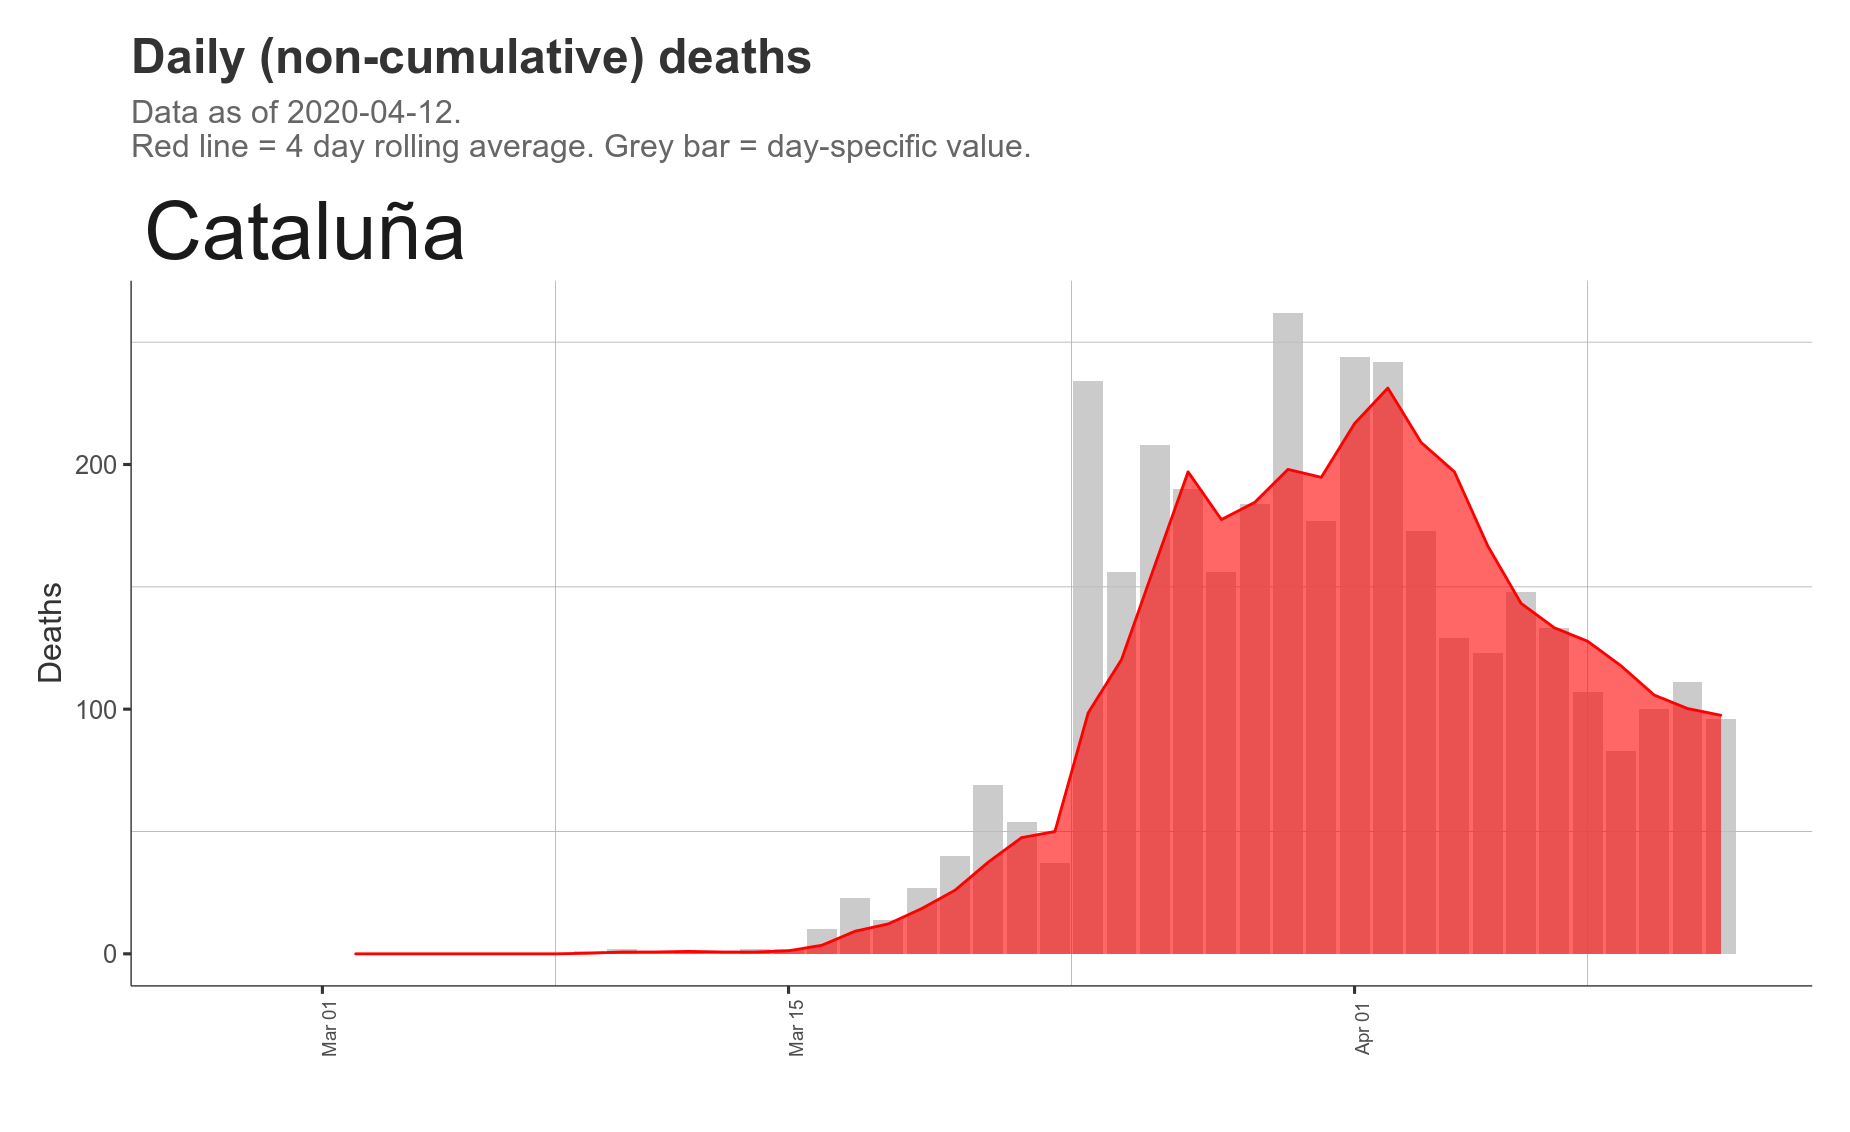 Daily (non-cumulative) deaths
Data as of 2020-04-12.
Red line = 4 day rolling average. Grey bar = day-specific value.
Cataluña
Deaths
200
100
0
Mar 01
Mar 15
Apr 01